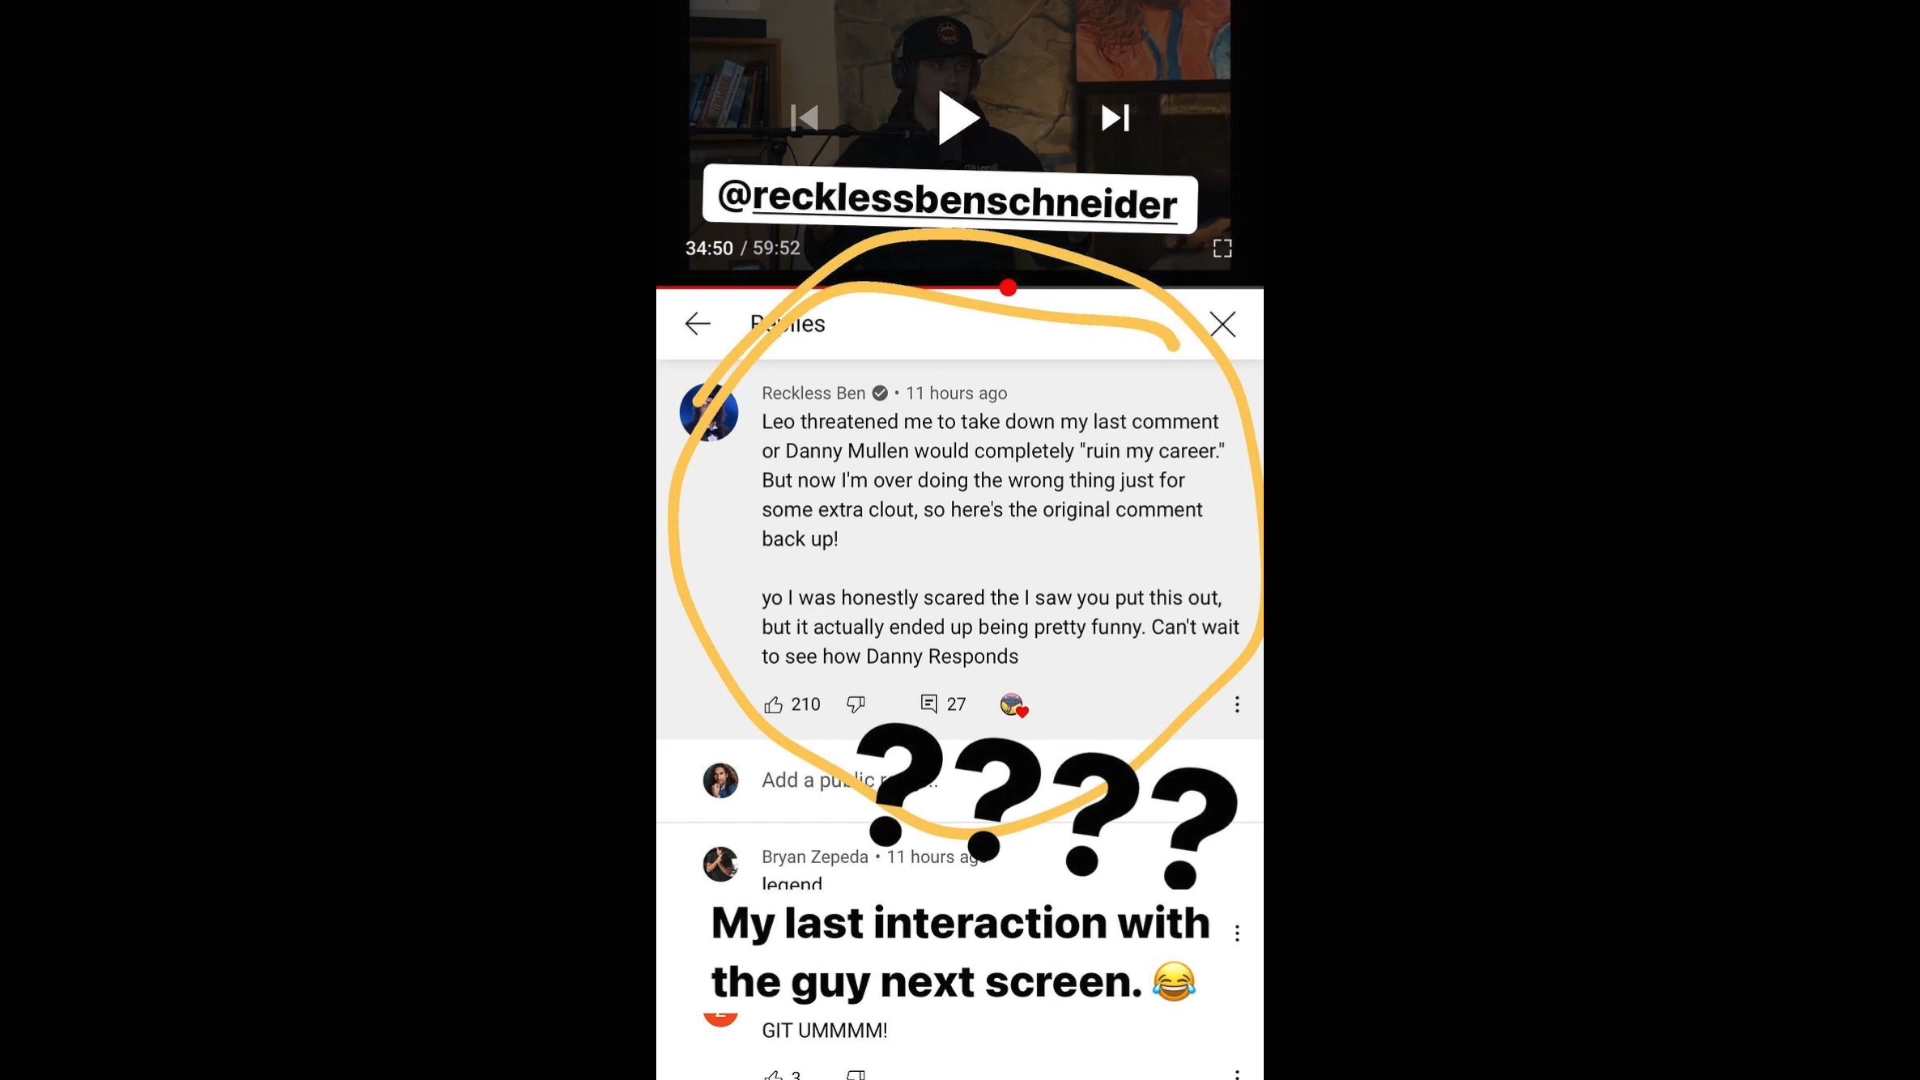 @recklessbenschneider
34:50 / 59:52
Replies
Reckless Ben • 11 hours ago
Leo threatened me to take down my last comment
or Danny Mullen would completely "ruin my career."
But now I'm over doing the wrong thing just for
some extra clout, so here's the original comment
back up!
yo I was honestly scared the I saw you put this out,
but it actually ended up being pretty funny. Can't wait
to see how Danny Responds
210 27
????
Add a public
Bryan Zepeda • 11 hours ago
legend
My last interaction with
the guy next screen. 😂
GIT UMMMM!
3